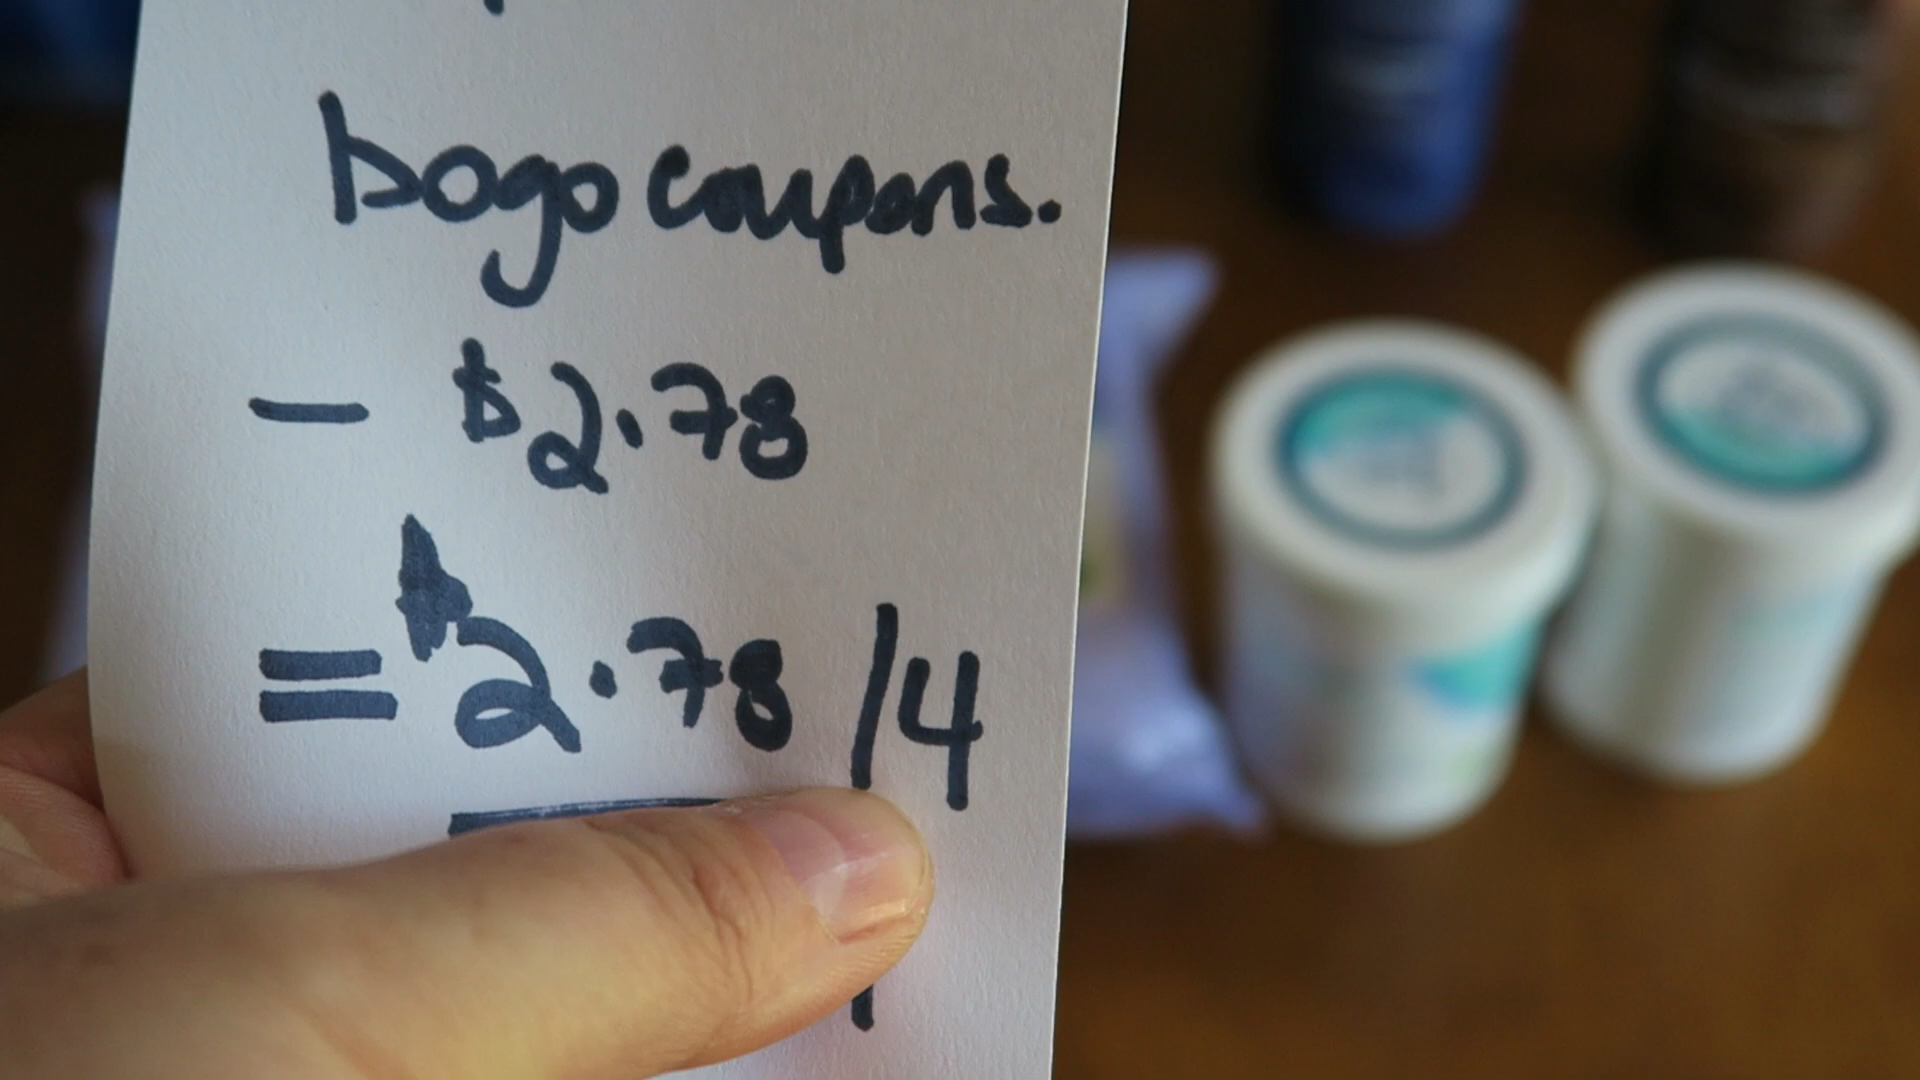 bogo coupons.
- $2.78
= $2.78/4